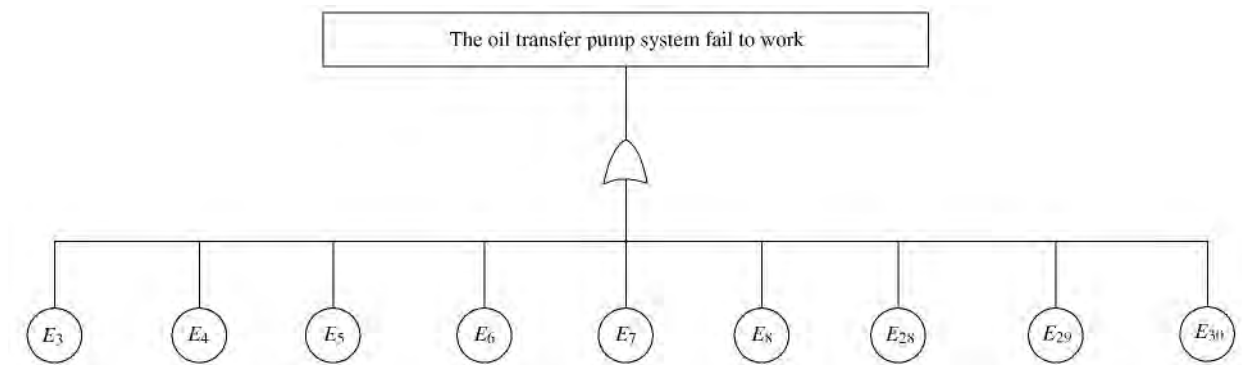 The oil transfer pump system fail to work
E3 E4 E5 E6 E7 E8 E28 E29 E30